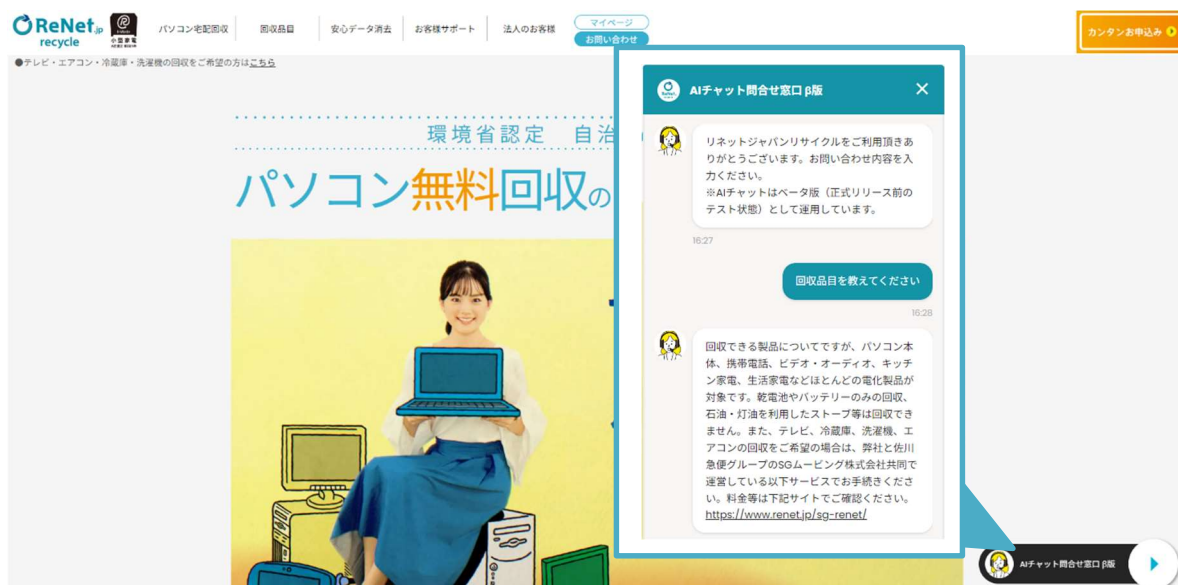 ReNet.jp
recycle
小型家電
パソコン宅配回収
回収品目
安心データ消去
お客様サポート
法人のお客様
マイページ
お問い合わせ
カンタンお申込み
●テレビ・エアコン・冷蔵庫・洗濯機の回収をご希望の方はこちら
環境省認定 自治
パソコン無料回収の
AIチャット問合せ窓口 β版
リネットジャパンリサイクルをご利用頂きあ
りがとうございます。お問い合わせ内容を入
力ください。
※AIチャットはベータ版（正式リリース前の
テスト状態）として運用しています。
16:27
回収品目を教えてください
16:28
回収できる製品についてですが、パソコン本
体、携帯電話、ビデオ・オーディオ、キッチ
ン家電、生活家電などほとんどの電化製品が
対象です。乾電池やバッテリーのみの回収、
石油・灯油を利用したストーブ等は回収でき
ません。また、テレビ、冷蔵庫、洗濯機、エ
アコンの回収をご希望の場合は、弊社と佐川
急便グループのSGムービング株式会社共同で
運営している以下サービスでお手続きくださ
い。料金等は下記サイトでご確認ください。
https://www.renet.jp/sg-renet/
AIチャット問合せ窓口 β版